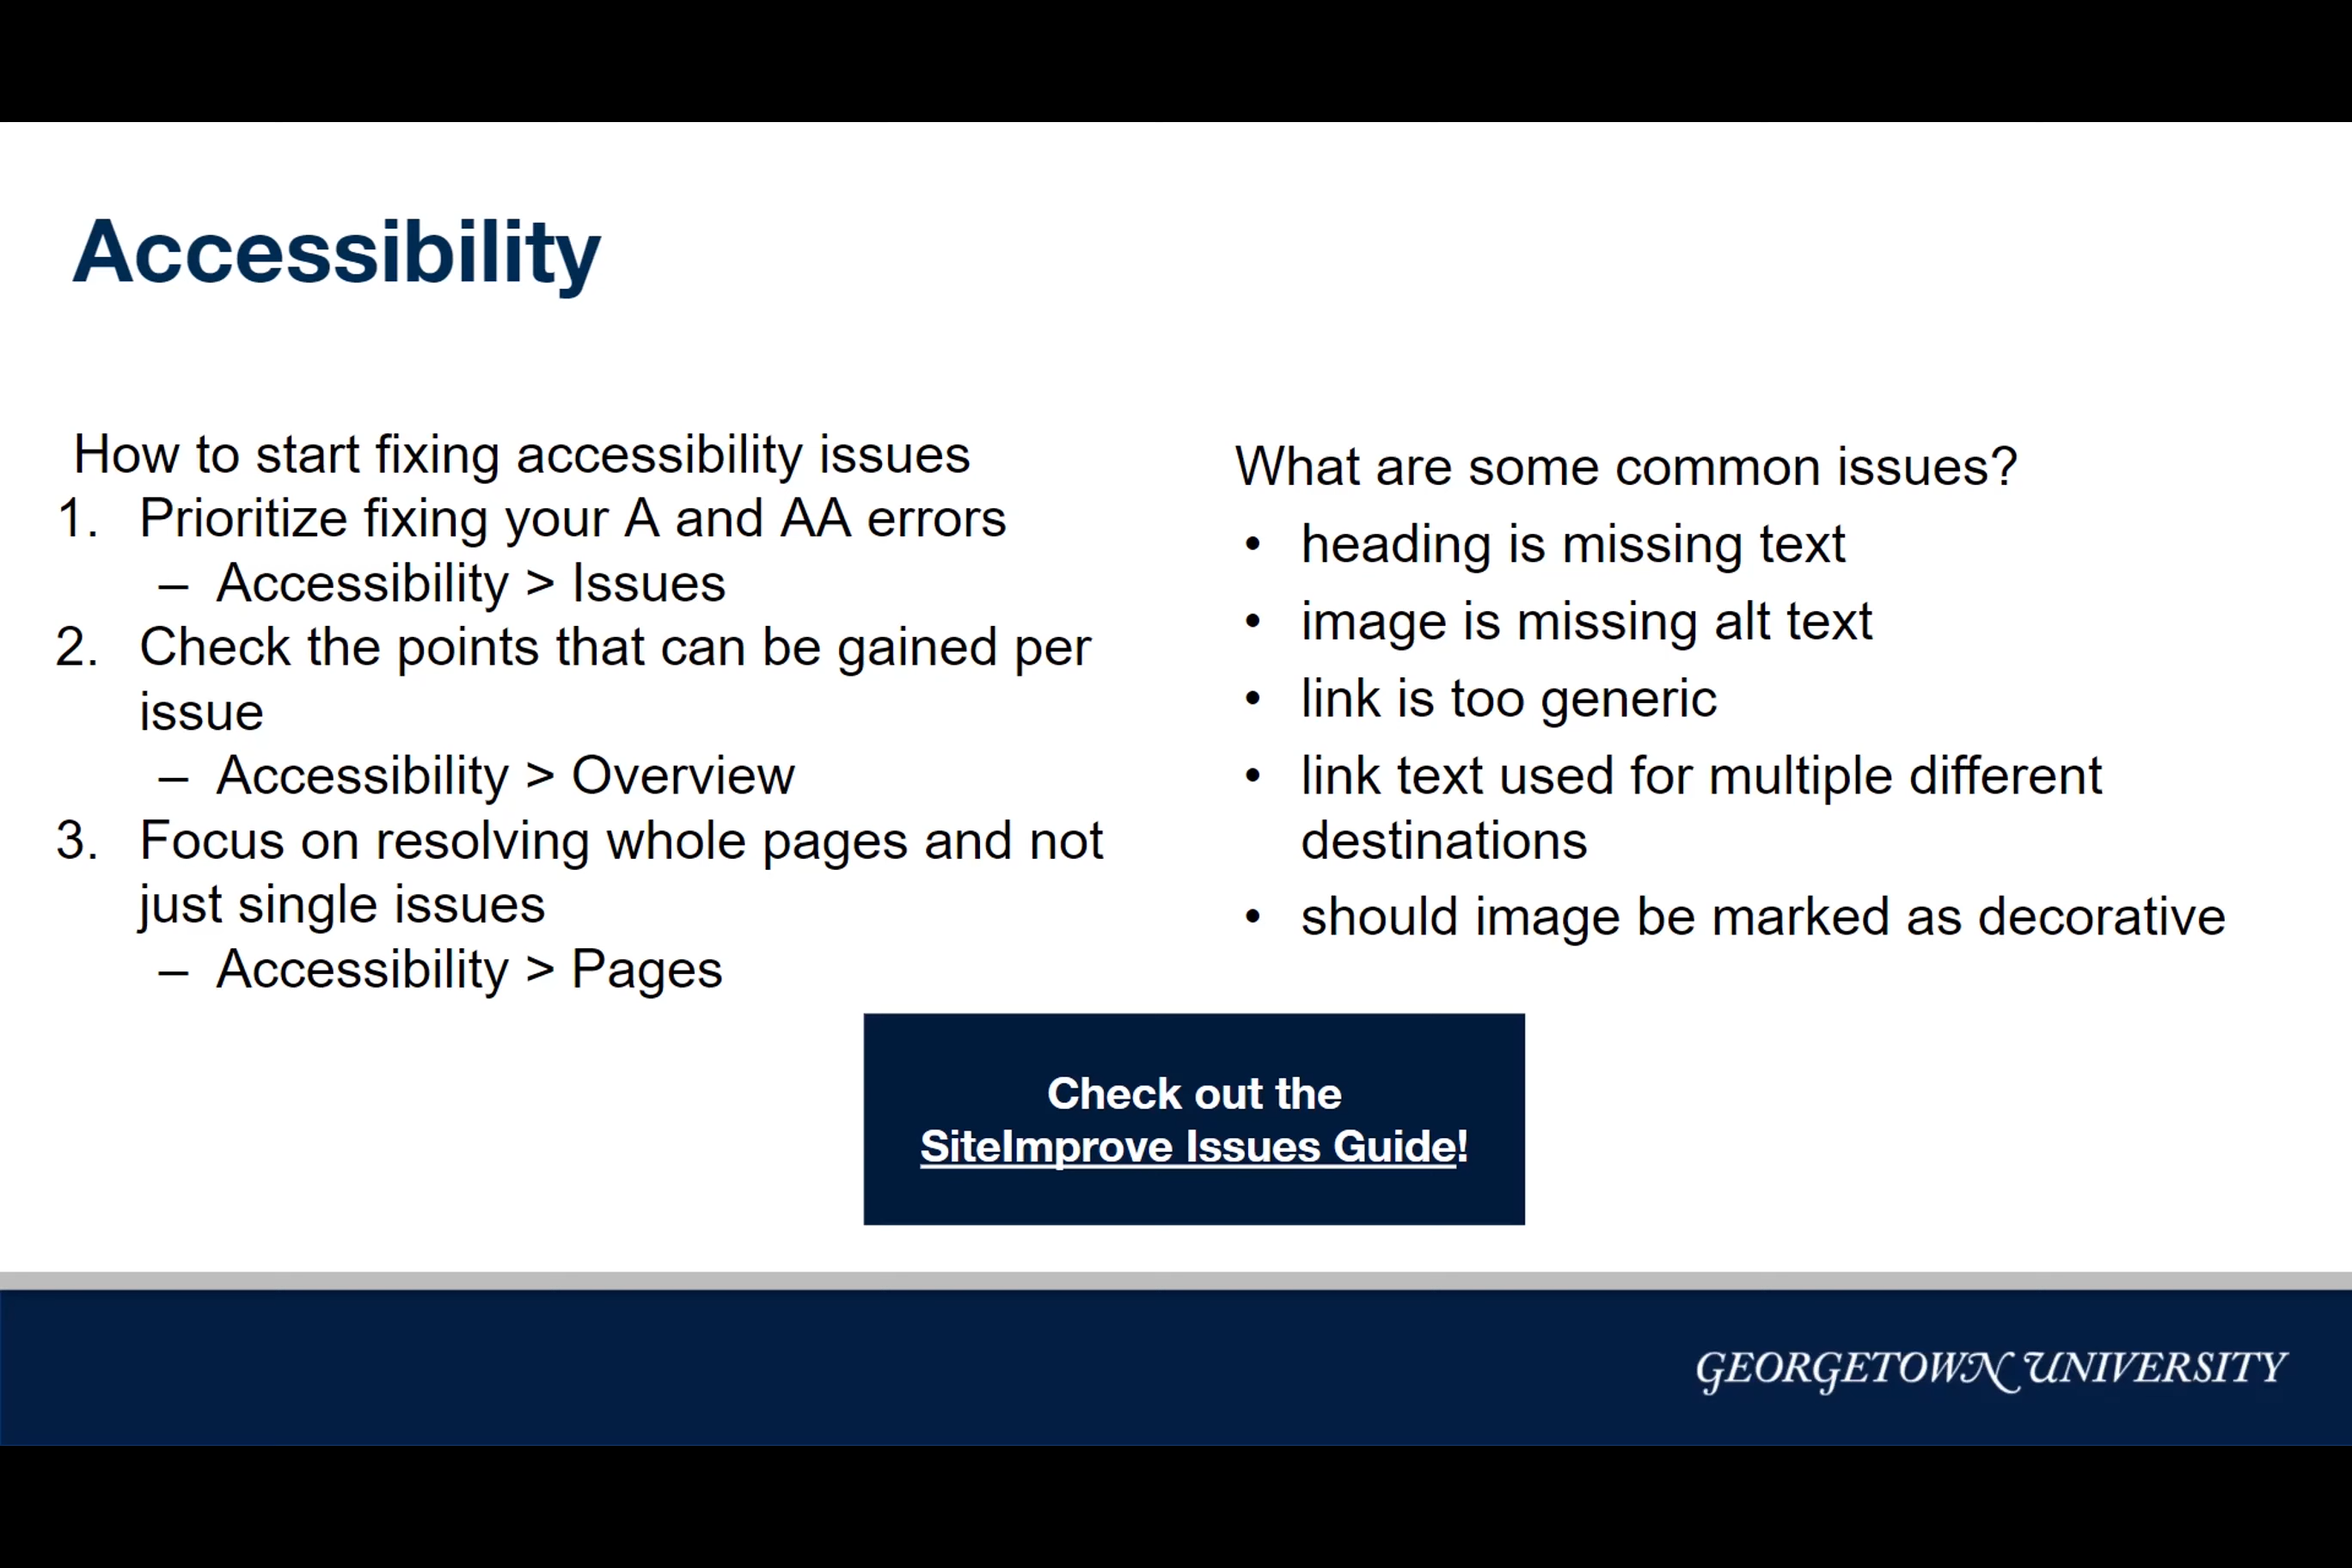 Accessibility
How to start fixing accessibility issues
1. Prioritize fixing your A and AA errors
– Accessibility > Issues
2. Check the points that can be gained per
issue
– Accessibility > Overview
3. Focus on resolving whole pages and not
just single issues
– Accessibility > Pages
What are some common issues?
• heading is missing text
• image is missing alt text
• link is too generic
• link text used for multiple different
destinations
• should image be marked as decorative
Check out the
SiteImprove Issues Guide!
GEORGETOWN UNIVERSITY